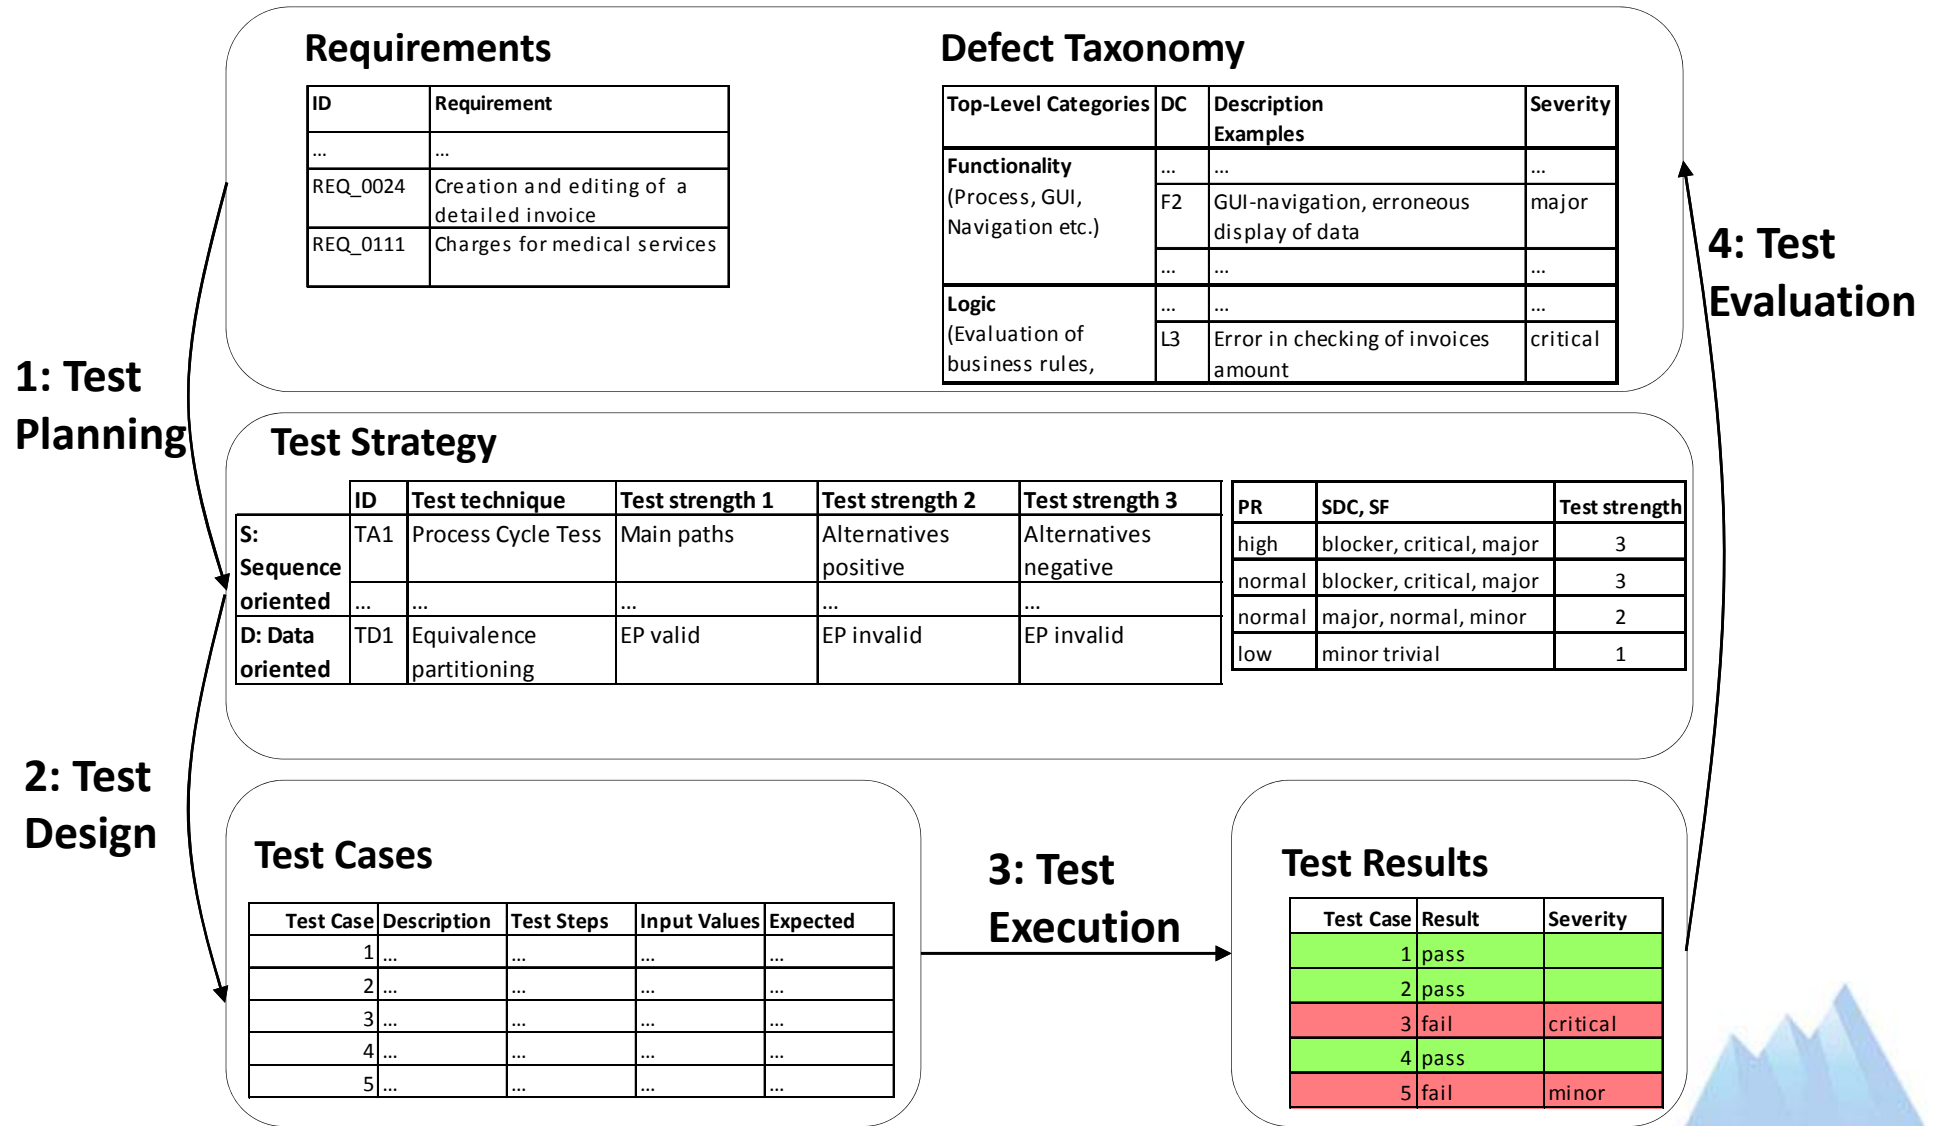 Requirements
ID Requirement
... ...
REQ_0024 Creation and editing of a
detailed invoice
REQ_0111 Charges for medical services
Defect Taxonomy
Top-Level Categories DC Description Severity
Examples
Functionality ... ... ...
(Process, GUI, F2 GUI-navigation, erroneous major
Navigation etc.) display of data
... ... ...
Logic ... ... ...
(Evaluation of L3 Error in checking of invoices critical
business rules, amount
1: Test
Planning
4: Test
Evaluation
Test Strategy
ID Test technique Test strength 1 Test strength 2 Test strength 3
S: TA1 Process Cycle Tess Main paths Alternatives Alternatives
Sequence positive negative
oriented ... ... ... ... ...
D: Data TD1 Equivalence EP valid EP invalid EP invalid
oriented partitioning
PR SDC, SF Test strength
high blocker, critical, major 3
normal blocker, critical, major 3
normal major, normal, minor 2
low minor trivial 1
2: Test
Design
Test Cases
Test Case Description Test Steps Input Values Expected
1 ... ... ... ...
2 ... ... ... ...
3 ... ... ... ...
4 ... ... ... ...
5 ... ... ... ...
3: Test
Execution
Test Results
Test Case Result Severity
1 pass
2 pass
3 fail critical
4 pass
5 fail minor